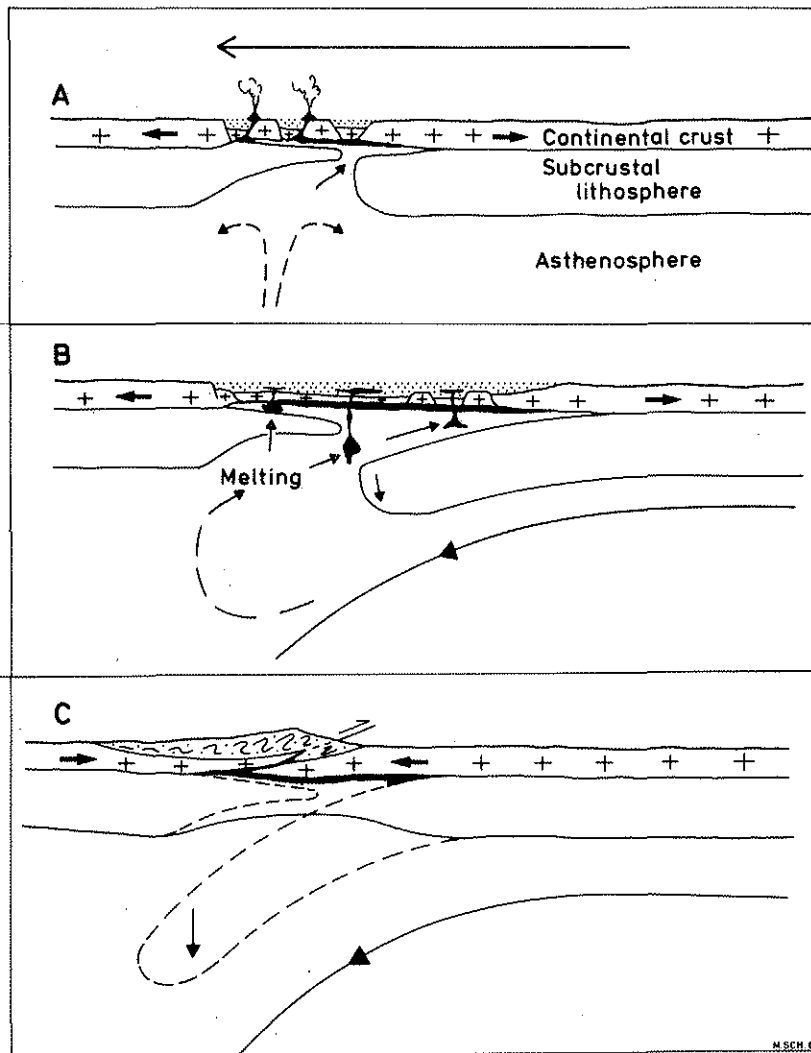 A
Continental crust
Subcrustal
lithosphere
Asthenosphere
B
Melting
C